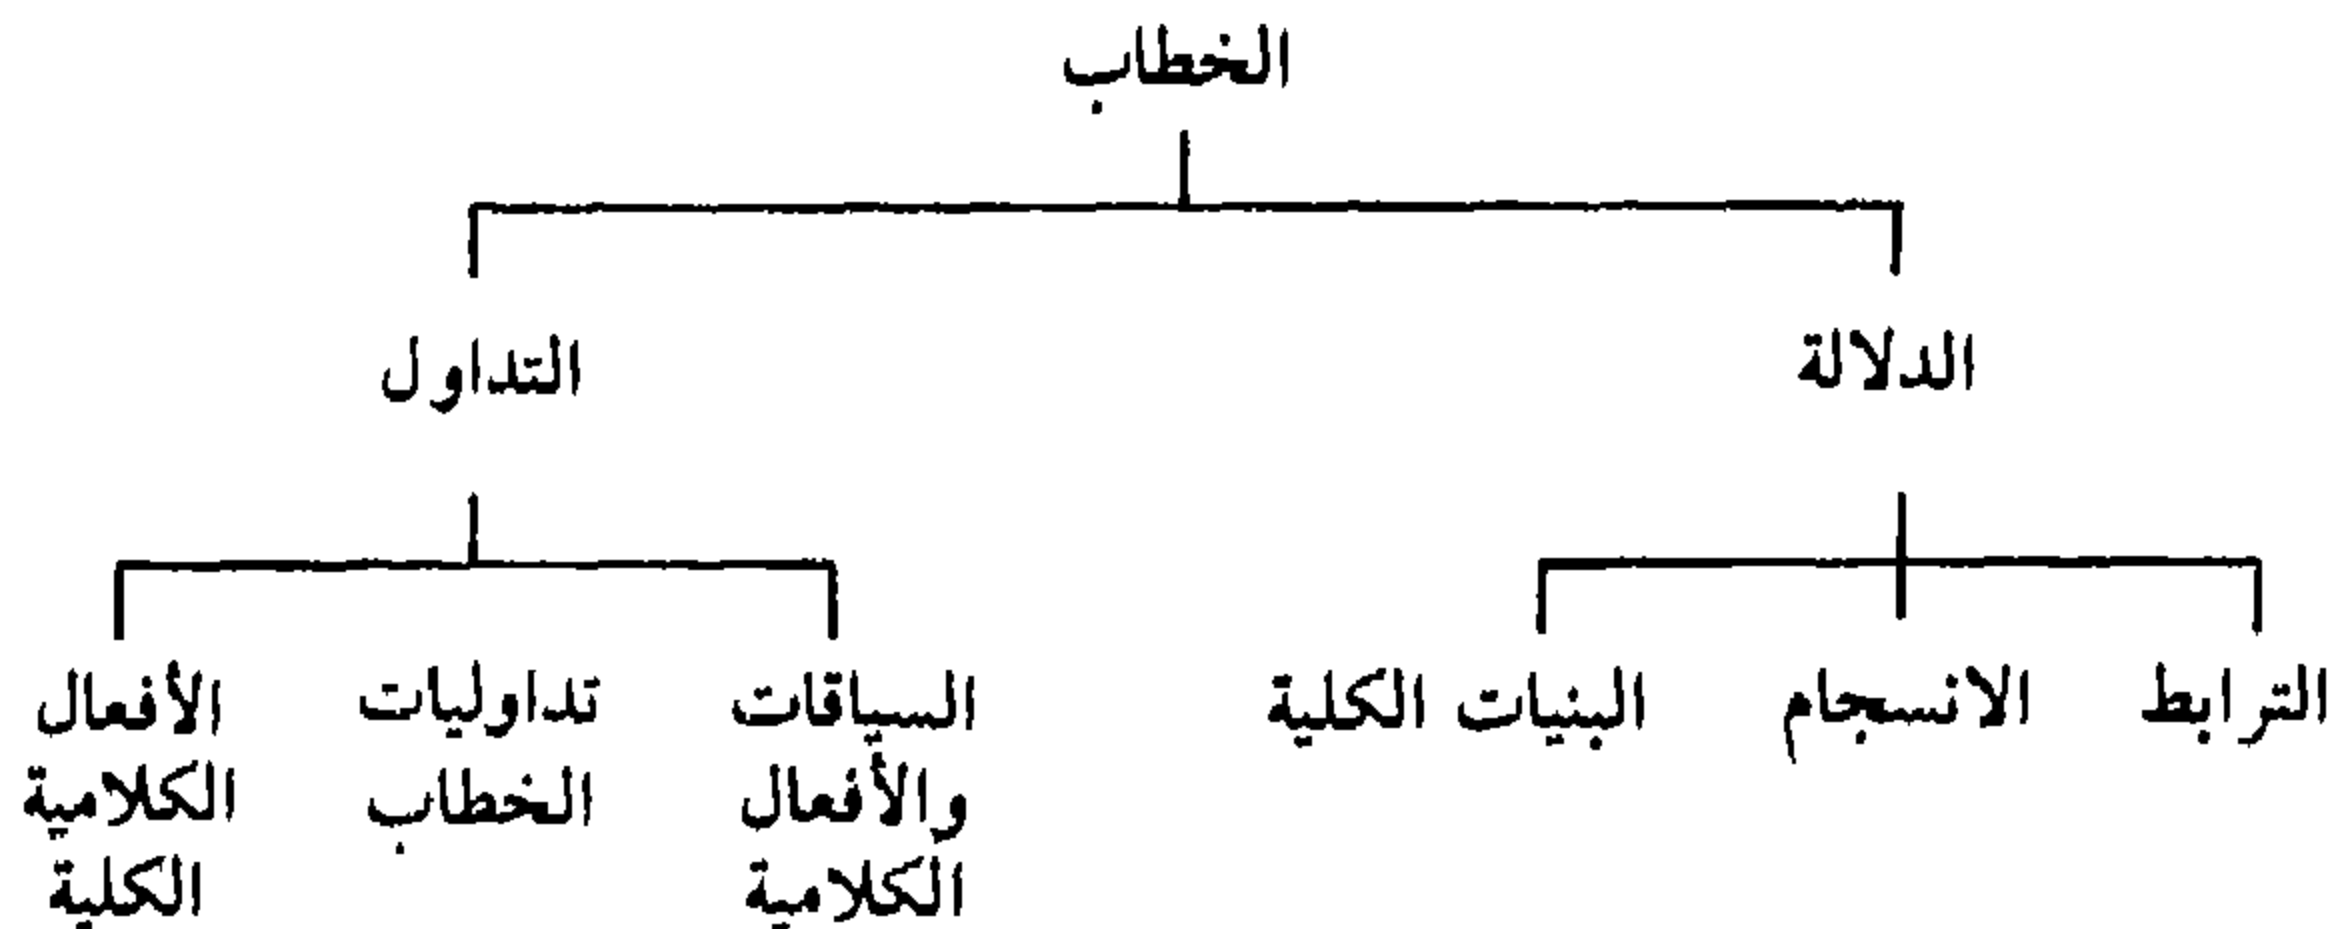 الخطاب
الدلالة
التداول
الترابط
الانسجام
البنيات الكلية
السياقات
والأفعال
الكلامية
تداوليات
الخطاب
الأفعال
الكلامية
الكلية